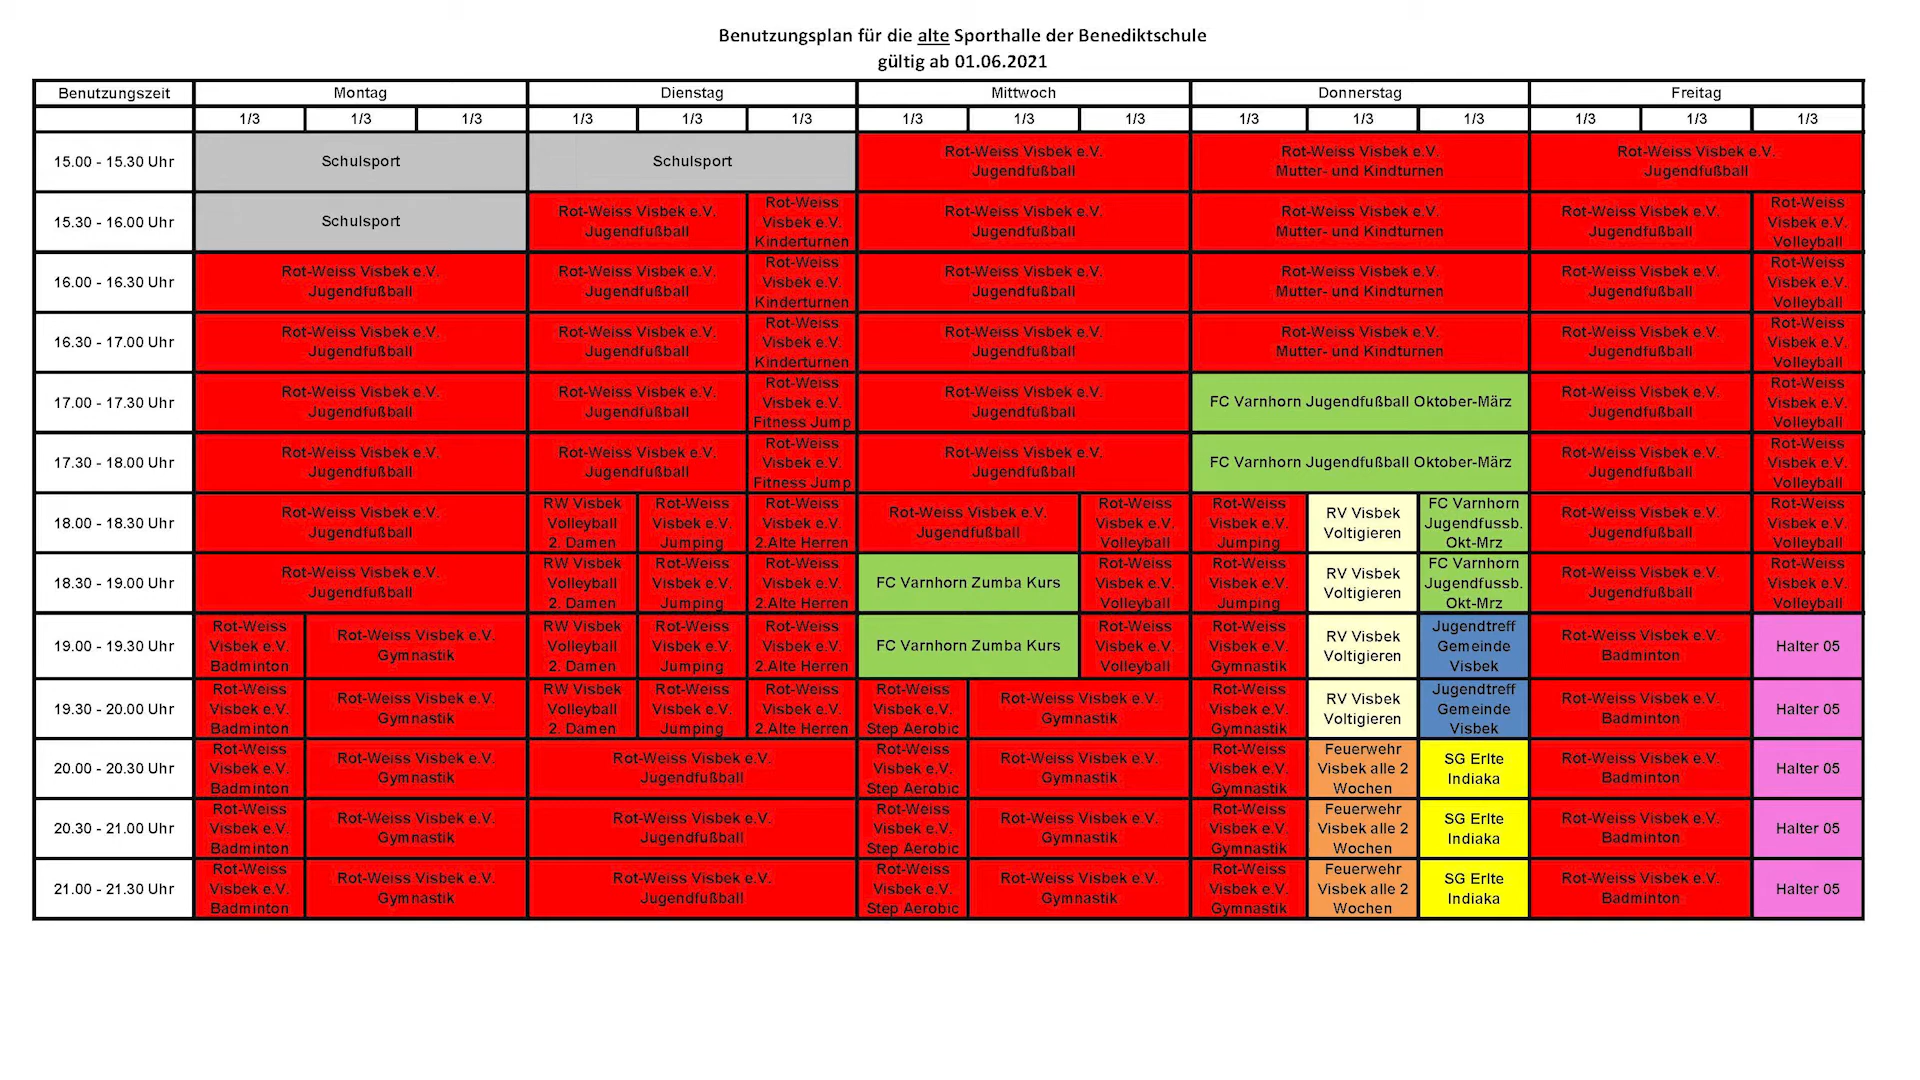 Benutzungsplan für die alte Sporthalle der Benediktschule
gültig ab 01.06.2021
Benutzungszeit Montag Dienstag Mittwoch Donnerstag Freitag
1/3 1/3 1/3 1/3 1/3 1/3 1/3 1/3 1/3 1/3 1/3 1/3 1/3 1/3 1/3
15.00 - 15.30 Uhr Schulsport Schulsport Rot-Weiss Visbek e.V. Jugendfußball Rot-Weiss Visbek e.V. Mutter- und Kindturnen Rot-Weiss Visbek e.V. Jugendfußball
15.30 - 16.00 Uhr Schulsport Rot-Weiss Visbek e.V. Jugendfußball Rot-Weiss Visbek e.V. Kinderturnen Rot-Weiss Visbek e.V. Jugendfußball Rot-Weiss Visbek e.V. Mutter- und Kindturnen Rot-Weiss Visbek e.V. Jugendfußball Rot-Weiss Visbek e.V. Volleyball
16.00 - 16.30 Uhr Rot-Weiss Visbek e.V. Jugendfußball Rot-Weiss Visbek e.V. Jugendfußball Rot-Weiss Visbek e.V. Kinderturnen Rot-Weiss Visbek e.V. Jugendfußball Rot-Weiss Visbek e.V. Mutter- und Kindturnen Rot-Weiss Visbek e.V. Jugendfußball Rot-Weiss Visbek e.V. Volleyball
16.30 - 17.00 Uhr Rot-Weiss Visbek e.V. Jugendfußball Rot-Weiss Visbek e.V. Jugendfußball Rot-Weiss Visbek e.V. Kinderturnen Rot-Weiss Visbek e.V. Jugendfußball Rot-Weiss Visbek e.V. Mutter- und Kindturnen Rot-Weiss Visbek e.V. Jugendfußball Rot-Weiss Visbek e.V. Volleyball
17.00 - 17.30 Uhr Rot-Weiss Visbek e.V. Jugendfußball Rot-Weiss Visbek e.V. Jugendfußball Rot-Weiss Visbek e.V. Fitness Jump Rot-Weiss Visbek e.V. Jugendfußball FC Varnhorn Jugendfußball Oktober-März Rot-Weiss Visbek e.V. Jugendfußball Rot-Weiss Visbek e.V. Volleyball
17.30 - 18.00 Uhr Rot-Weiss Visbek e.V. Jugendfußball Rot-Weiss Visbek e.V. Jugendfußball Rot-Weiss Visbek e.V. Fitness Jump Rot-Weiss Visbek e.V. Jugendfußball FC Varnhorn Jugendfußball Oktober-März Rot-Weiss Visbek e.V. Jugendfußball Rot-Weiss Visbek e.V. Volleyball
18.00 - 18.30 Uhr Rot-Weiss Visbek e.V. Jugendfußball RW Visbek Volleyball 2. Damen Rot-Weiss Visbek e.V. Jumping Rot-Weiss Visbek e.V. 2.Alte Herren Rot-Weiss Visbek e.V. Jugendfußball Rot-Weiss Visbek e.V. Volleyball Rot-Weiss Visbek e.V. Jumping RV Visbek Voltigieren FC Varnhorn Jugendfussb. Okt-Mrz Rot-Weiss Visbek e.V. Jugendfußball Rot-Weiss Visbek e.V. Volleyball
18.30 - 19.00 Uhr Rot-Weiss Visbek e.V. Jugendfußball RW Visbek Volleyball 2. Damen Rot-Weiss Visbek e.V. Jumping Rot-Weiss Visbek e.V. 2.Alte Herren FC Varnhorn Zumba Kurs Rot-Weiss Visbek e.V. Volleyball Rot-Weiss Visbek e.V. Jumping RV Visbek Voltigieren FC Varnhorn Jugendfussb. Okt-Mrz Rot-Weiss Visbek e.V. Jugendfußball Rot-Weiss Visbek e.V. Volleyball
19.00 - 19.30 Uhr Rot-Weiss Visbek e.V. Badminton Rot-Weiss Visbek e.V. Gymnastik RW Visbek Volleyball 2. Damen Rot-Weiss Visbek e.V. Jumping Rot-Weiss Visbek e.V. 2.Alte Herren FC Varnhorn Zumba Kurs Rot-Weiss Visbek e.V. Volleyball Rot-Weiss Visbek e.V. Gymnastik RV Visbek Voltigieren Jugendtreff Gemeinde Visbek Rot-Weiss Visbek e.V. Badminton Halter 05
19.30 - 20.00 Uhr Rot-Weiss Visbek e.V. Badminton Rot-Weiss Visbek e.V. Gymnastik RW Visbek Volleyball 2. Damen Rot-Weiss Visbek e.V. Jumping Rot-Weiss Visbek e.V. 2.Alte Herren Rot-Weiss Visbek e.V. Step Aerobic Rot-Weiss Visbek e.V. Gymnastik Rot-Weiss Visbek e.V. Gymnastik RV Visbek Voltigieren Jugendtreff Gemeinde Visbek Rot-Weiss Visbek e.V. Badminton Halter 05
20.00 - 20.30 Uhr Rot-Weiss Visbek e.V. Badminton Rot-Weiss Visbek e.V. Gymnastik Rot-Weiss Visbek e.V. Jugendfußball Rot-Weiss Visbek e.V. Step Aerobic Rot-Weiss Visbek e.V. Gymnastik Rot-Weiss Visbek e.V. Gymnastik Feuerwehr Visbek alle 2 Wochen SG Erlte Indiaka Rot-Weiss Visbek e.V. Badminton Halter 05
20.30 - 21.00 Uhr Rot-Weiss Visbek e.V. Badminton Rot-Weiss Visbek e.V. Gymnastik Rot-Weiss Visbek e.V. Jugendfußball Rot-Weiss Visbek e.V. Step Aerobic Rot-Weiss Visbek e.V. Gymnastik Rot-Weiss Visbek e.V. Gymnastik Feuerwehr Visbek alle 2 Wochen SG Erlte Indiaka Rot-Weiss Visbek e.V. Badminton Halter 05
21.00 - 21.30 Uhr Rot-Weiss Visbek e.V. Badminton Rot-Weiss Visbek e.V. Gymnastik Rot-Weiss Visbek e.V. Jugendfußball Rot-Weiss Visbek e.V. Step Aerobic Rot-Weiss Visbek e.V. Gymnastik Rot-Weiss Visbek e.V. Gymnastik Feuerwehr Visbek alle 2 Wochen SG Erlte Indiaka Rot-Weiss Visbek e.V. Badminton Halter 05